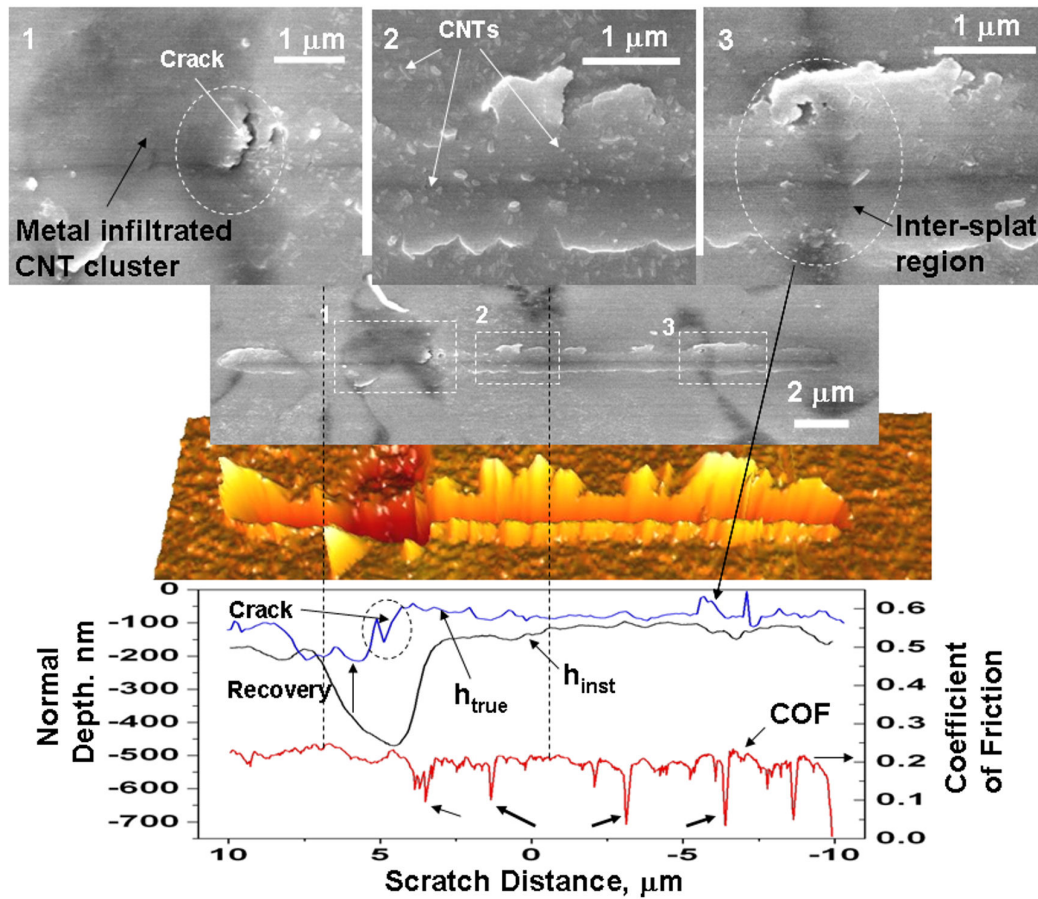 1
Crack
1 μm
Metal infiltrated
CNT cluster
2
CNTs
1 μm
3
1 μm
Inter-splat
region
1
2
3
2 μm
Normal
Depth. nm
0
-100
-200
-300
-400
-500
-600
-700
Crack
Recovery
h_true
h_inst
COF
0.6
0.5
0.4
0.3
0.2
0.1
0.0
Coefficient
of Friction
10
5
0
-5
-10
Scratch Distance, μm